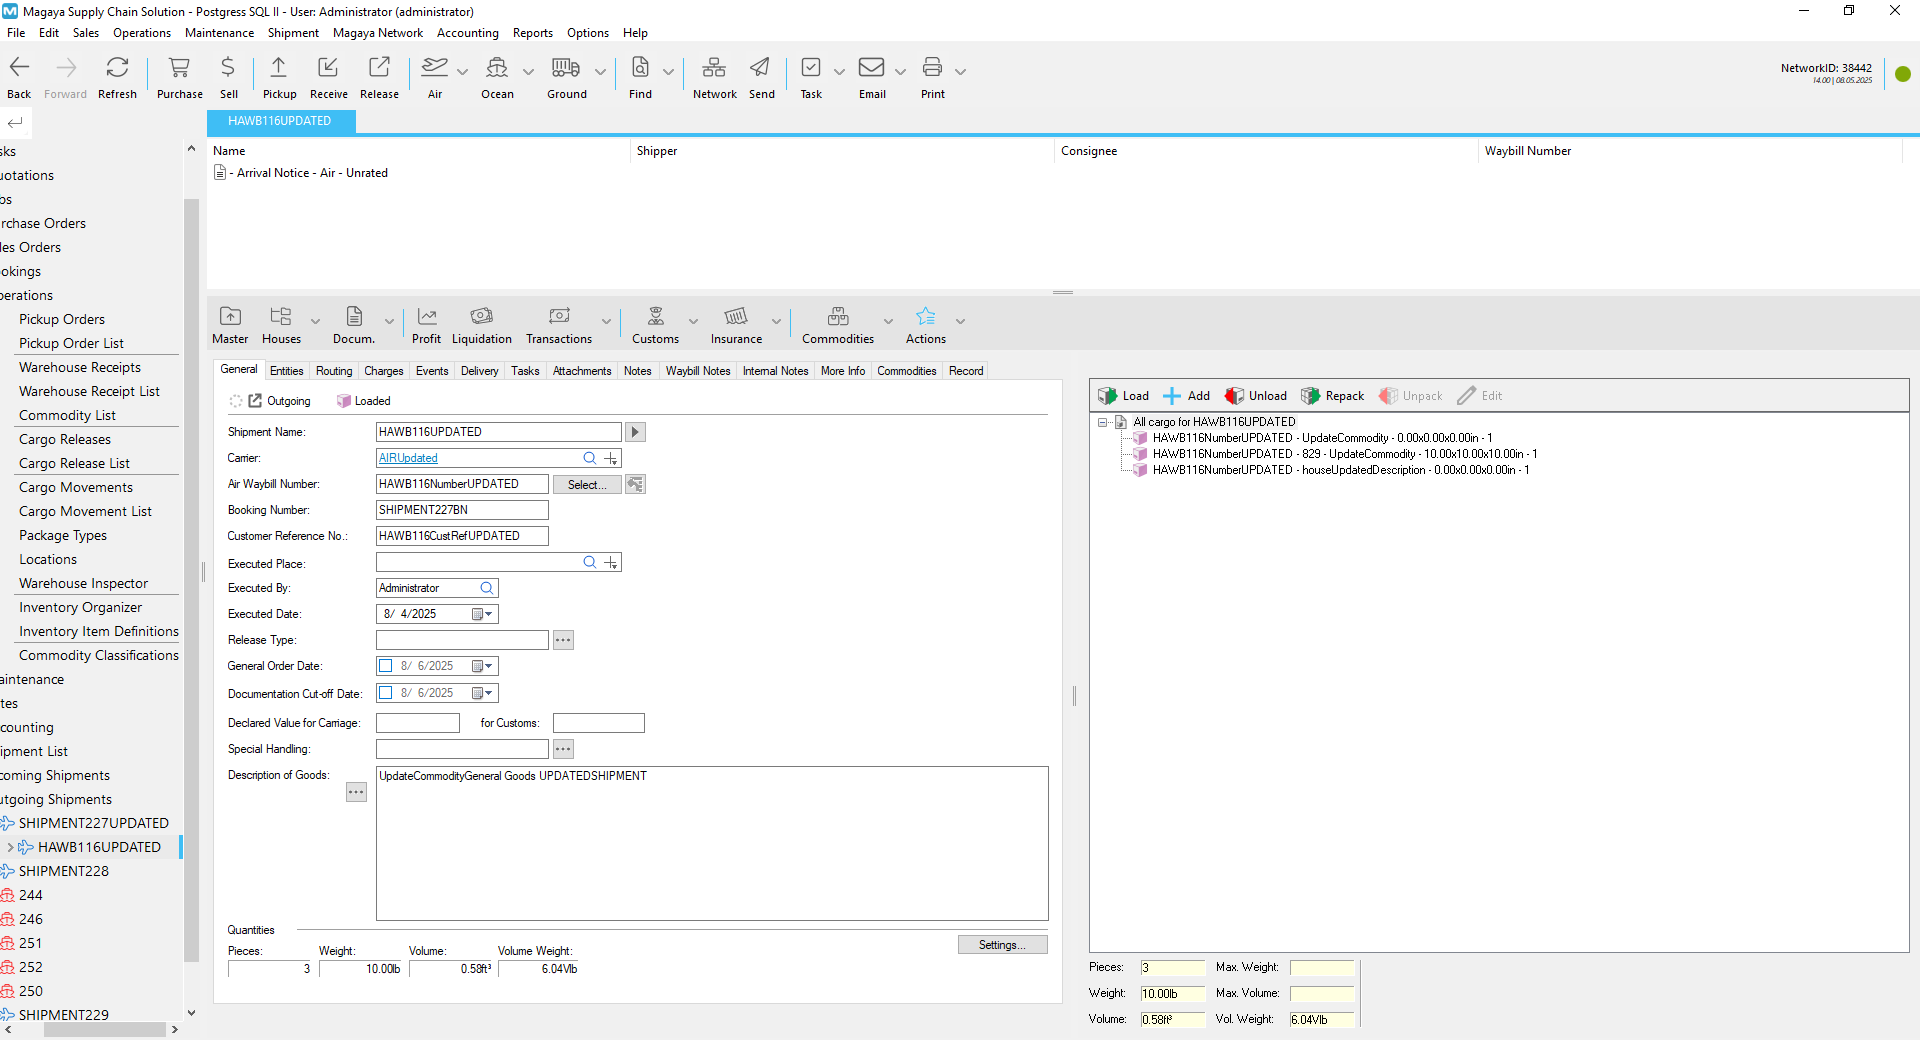 Magaya Supply Chain Solution - Postgress SQL II - User: Administrator (administrator)
File Edit Sales Operations Maintenance Shipment Magaya Network Accounting Reports Options Help
Back Forward Refresh Purchase Sell Pickup Receive Release Air Ocean Ground Find Network Send Task Email Print
NetworkID: 38442
14.00 | 08.05.2025
HAWB116UPDATED
Name Shipper Consignee Waybill Number
- Arrival Notice - Air - Unrated
sks
uotations
bs
rchase Orders
les Orders
ookings
perations
Pickup Orders
Pickup Order List
Warehouse Receipts
Warehouse Receipt List
Commodity List
Cargo Releases
Cargo Release List
Cargo Movements
Cargo Movement List
Package Types
Locations
Warehouse Inspector
Inventory Organizer
Inventory Item Definitions
Commodity Classifications
aintenance
tes
counting
ipment List
coming Shipments
utgoing Shipments
SHIPMENT227UPDATED
HAWB116UPDATED
SHIPMENT228
244
246
251
252
250
SHIPMENT229
Master Houses Docum. Profit Liquidation Transactions Customs Insurance Commodities Actions
General Entities Routing Charges Events Delivery Tasks Attachments Notes Waybill Notes Internal Notes More Info Commodities Record
Outgoing Loaded
Shipment Name: HAWB116UPDATED
Carrier: AIRUpdated
Air Waybill Number: HAWB116NumberUPDATED Select...
Booking Number: SHIPMENT227BN
Customer Reference No.: HAWB116CustRefUPDATED
Executed Place:
Executed By: Administrator
Executed Date: 8/ 4/2025
Release Type:
General Order Date: 8/ 6/2025
Documentation Cut-off Date: 8/ 6/2025
Declared Value for Carriage: for Customs:
Special Handling:
Description of Goods: UpdateCommodityGeneral Goods UPDATEDSHIPMENT
Quantities
Settings...
Pieces: Weight: Volume: Volume Weight:
3 10.00lb 0.58ft³ 6.04Vlb
Load Add Unload Repack Unpack Edit
All cargo for HAWB116UPDATED
HAWB116NumberUPDATED - UpdateCommodity - 0.00x0.00x0.00in - 1
HAWB116NumberUPDATED - 829 - UpdateCommodity - 10.00x10.00x10.00in - 1
HAWB116NumberUPDATED - houseUpdatedDescription - 0.00x0.00x0.00in - 1
Pieces: 3 Max. Weight:
Weight: 10.00lb Max. Volume:
Volume: 0.58ft³ Vol. Weight: 6.04Vlb